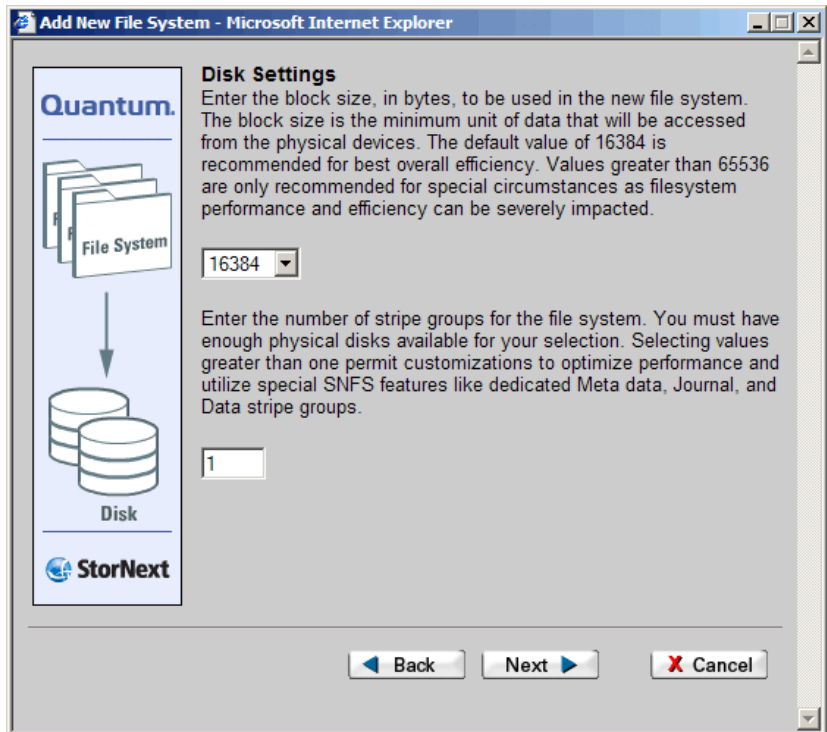 Add New File System - Microsoft Internet Explorer
Quantum.
File System
Disk
StorNext
Disk Settings
Enter the block size, in bytes, to be used in the new file system.
The block size is the minimum unit of data that will be accessed
from the physical devices. The default value of 16384 is
recommended for best overall efficiency. Values greater than 65536
are only recommended for special circumstances as filesystem
performance and efficiency can be severely impacted.
16384
Enter the number of stripe groups for the file system. You must have
enough physical disks available for your selection. Selecting values
greater than one permit customizations to optimize performance and
utilize special SNFS features like dedicated Meta data, Journal, and
Data stripe groups.
1
Back
Next
X Cancel